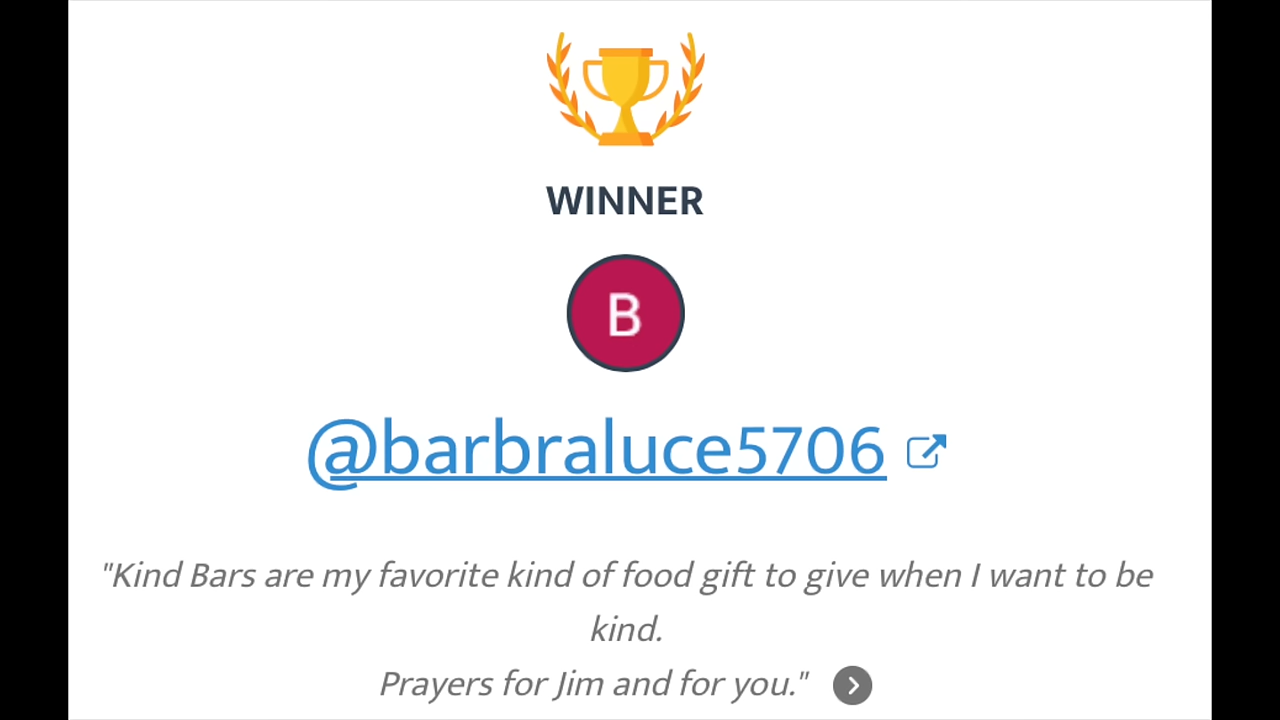 WINNER
B
@barbraluce5706
"Kind Bars are my favorite kind of food gift to give when I want to be
kind.
Prayers for Jim and for you."